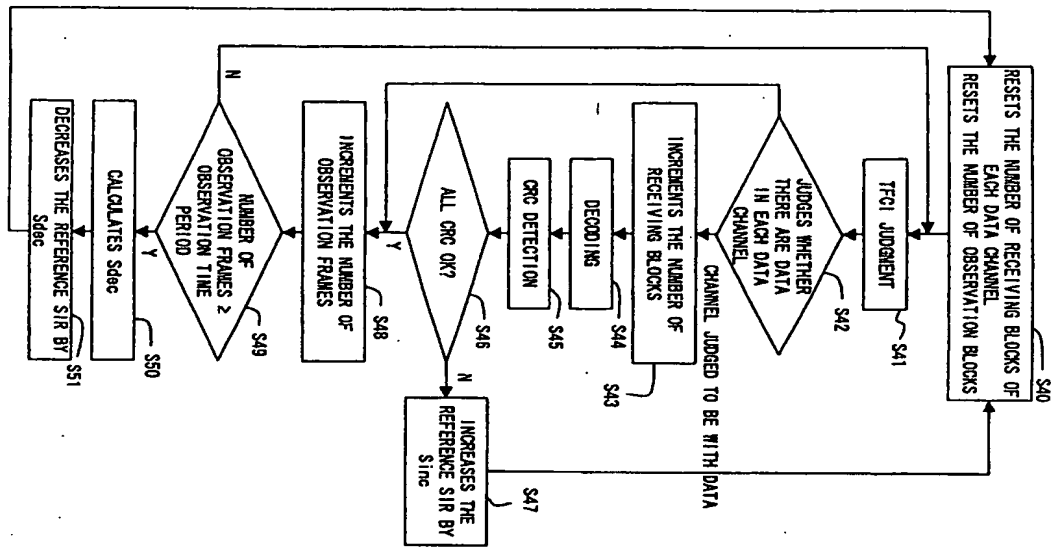 RESETS THE NUMBER OF RECEIVING BLOCKS OF
EACH DATA CHANNEL
RESETS THE NUMBER OF OBSERVATION BLOCKS
S40
TFCI JUDGMENT
S41
JUDGES WHETHER
THERE ARE DATA
IN EACH DATA
CHANNEL
S42
CHANNEL JUDGED TO BE WITH DATA
INCREMENTS THE NUMBER OF
RECEIVING BLOCKS
S43
DECODING
S44
CRC DETECTION
S45
ALL CRC OK?
S46
N
INCREASES THE
REFERENCE SIR BY
Sinc
S47
Y
INCREMENTS THE NUMBER OF
OBSERVATION FRAMES
S48
NUMBER OF
OBSERVATION FRAMES ≥
OBSERVATION TIME
PERIOD
S49
N
Y
CALCULATES Sdec
S50
DECREASES THE REFERENCE SIR BY
Sdec
S51